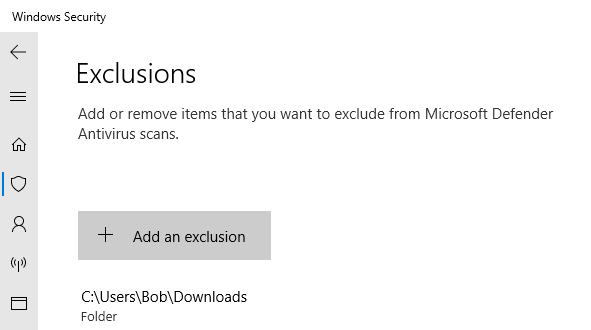 Windows Security
Exclusions
Add or remove items that you want to exclude from Microsoft Defender
Antivirus scans.
Add an exclusion
C:\Users\Bob\Downloads
Folder